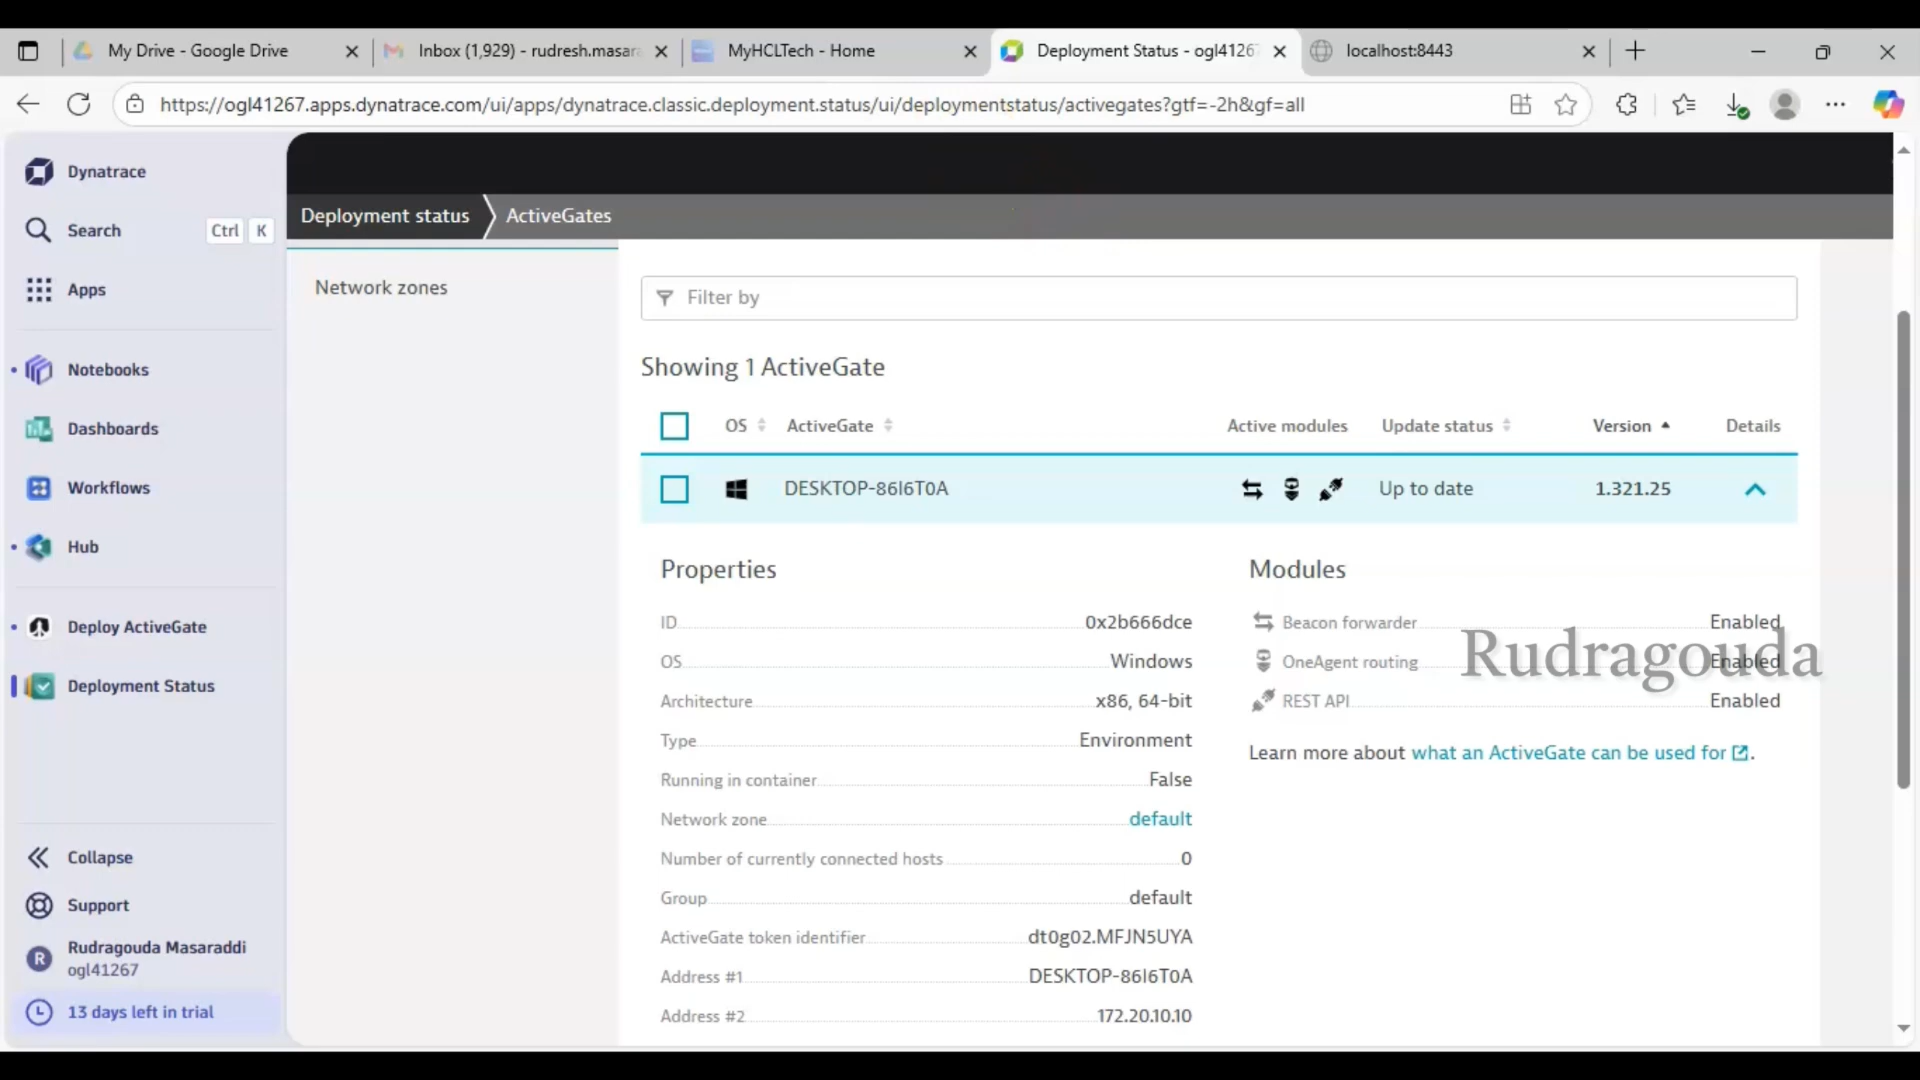 My Drive - Google Drive
Inbox (1,929) - rudresh.masara
MyHCLTech - Home
Deployment Status - ogl41267
localhost:8443
https://ogl41267.apps.dynatrace.com/ui/apps/dynatrace.classic.deployment.status/ui/deploymentstatus/activegates?gtf=-2h&gf=all
Dynatrace
Search Ctrl K
Apps
Notebooks
Dashboards
Workflows
Hub
Deploy ActiveGate
Deployment Status
Collapse
Support
R
Rudragouda Masaraddi
ogl41267
13 days left in trial
Deployment status
ActiveGates
Network zones
Filter by
Showing 1 ActiveGate
OS ActiveGate Active modules Update status Version Details
DESKTOP-86I6T0A Up to date 1.321.25
Properties
ID 0x2b666dce
OS Windows
Architecture x86, 64-bit
Type Environment
Running in container False
Network zone default
Number of currently connected hosts 0
Group default
ActiveGate token identifier dt0g02.MFJN5UYA
Address #1 DESKTOP-86I6T0A
Address #2 172.20.10.10
Modules
Beacon forwarder Enabled
OneAgent routing Enabled
REST API Enabled
Rudragouda
Learn more about what an ActiveGate can be used for.